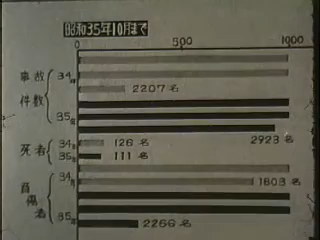 昭和35年10月まで
500
1000
事故件数
34年
2207名
35年
2923名
死者
34年
126名
35年
111名
負傷者
34年
1803名
35年
2266名